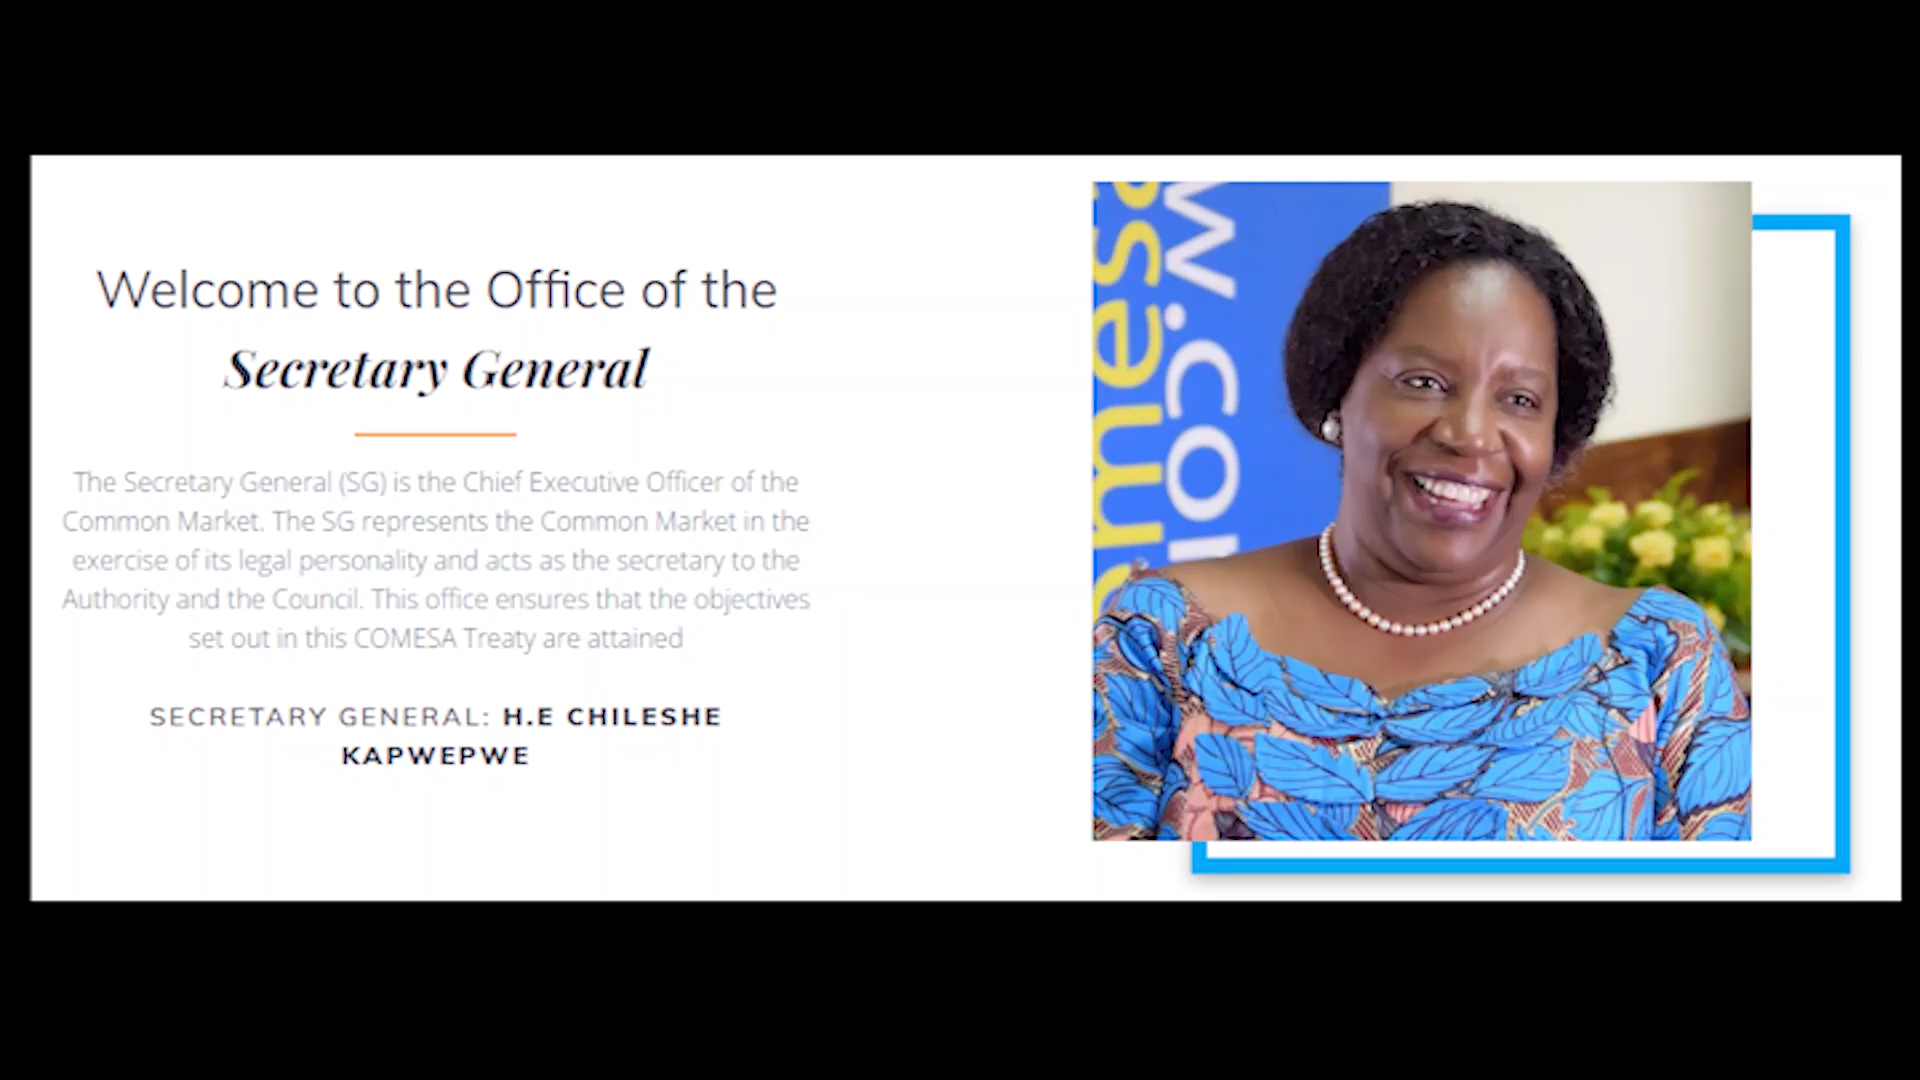 Welcome to the Office of the
Secretary General
The Secretary General (SG) is the Chief Executive Officer of the
Common Market. The SG represents the Common Market in the
exercise of its legal personality and acts as the secretary to the
Authority and the Council. This office ensures that the objectives
set out in this COMESA Treaty are attained
SECRETARY GENERAL: H.E CHILESHE
KAPWEPWE
omesa
w.com